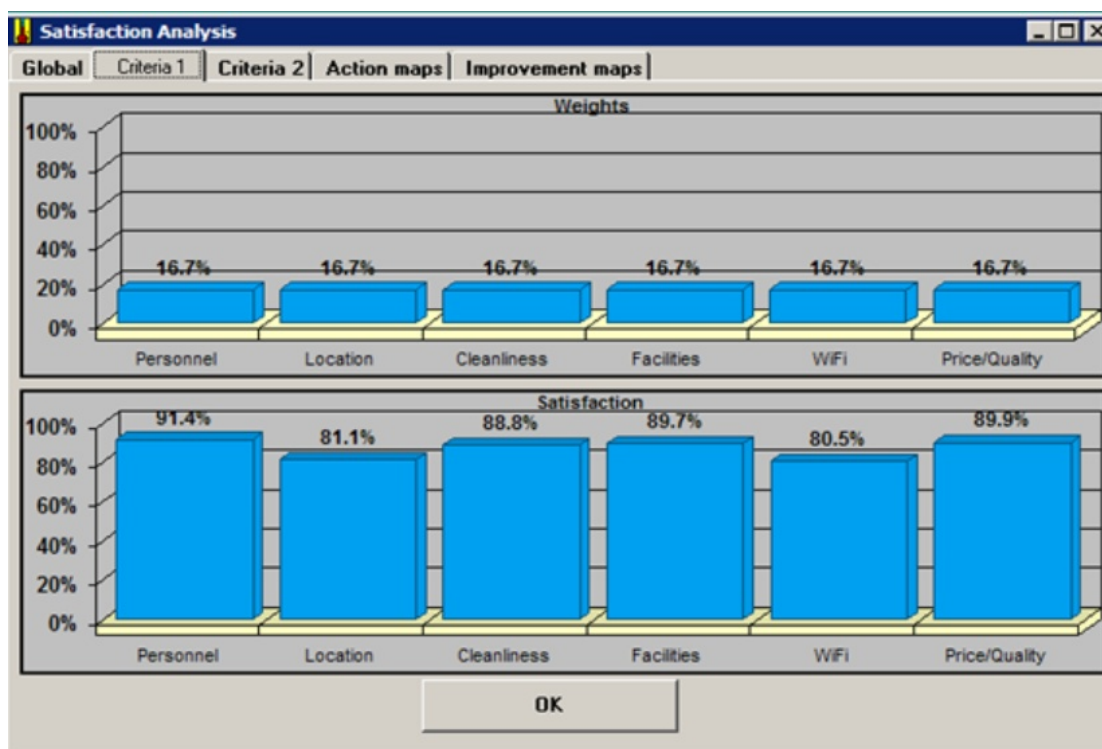 Satisfaction Analysis
Global Criteria 1 Criteria 2 Action maps Improvement maps
Weights
100%
80%
60%
40%
20%
0%
16.7% 16.7% 16.7% 16.7% 16.7% 16.7%
Personnel Location Cleanliness Facilities WiFi Price/Quality
Satisfaction
100%
80%
60%
40%
20%
0%
91.4% 81.1% 88.8% 89.7% 80.5% 89.9%
Personnel Location Cleanliness Facilities WiFi Price/Quality
OK